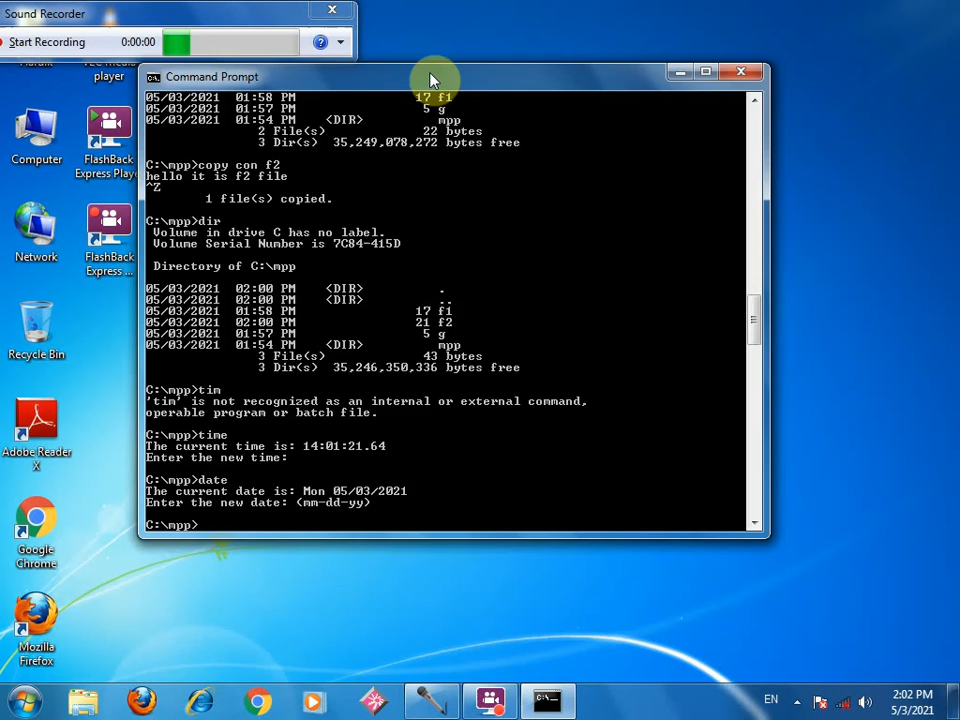 Sound Recorder
Start Recording
0:00:00
player
Computer
FlashBack
Express Playe
Network
FlashBack
Express ...
Recycle Bin
Adobe Reader
X
Google
Chrome
Mozilla
Firefox
Command Prompt
05/03/2021 01:58 PM 17 f1
05/03/2021 01:57 PM 5 g
05/03/2021 01:54 PM <DIR> mpp
2 File(s) 22 bytes
3 Dir(s) 35,249,078,272 bytes free
C:\mpp>copy con f2
hello it is f2 file
^Z
1 file(s) copied.
C:\mpp>dir
Volume in drive C has no label.
Volume Serial Number is 7C84-415D
Directory of C:\mpp
05/03/2021 02:00 PM <DIR> .
05/03/2021 02:00 PM <DIR> ..
05/03/2021 01:58 PM 17 f1
05/03/2021 02:00 PM 21 f2
05/03/2021 01:57 PM 5 g
05/03/2021 01:54 PM <DIR> mpp
3 File(s) 43 bytes
3 Dir(s) 35,246,350,336 bytes free
C:\mpp>tim
'tim' is not recognized as an internal or external command,
operable program or batch file.
C:\mpp>time
The current time is: 14:01:21.64
Enter the new time:
C:\mpp>date
The current date is: Mon 05/03/2021
Enter the new date: (mm-dd-yy)
C:\mpp>
EN
2:02 PM
5/3/2021